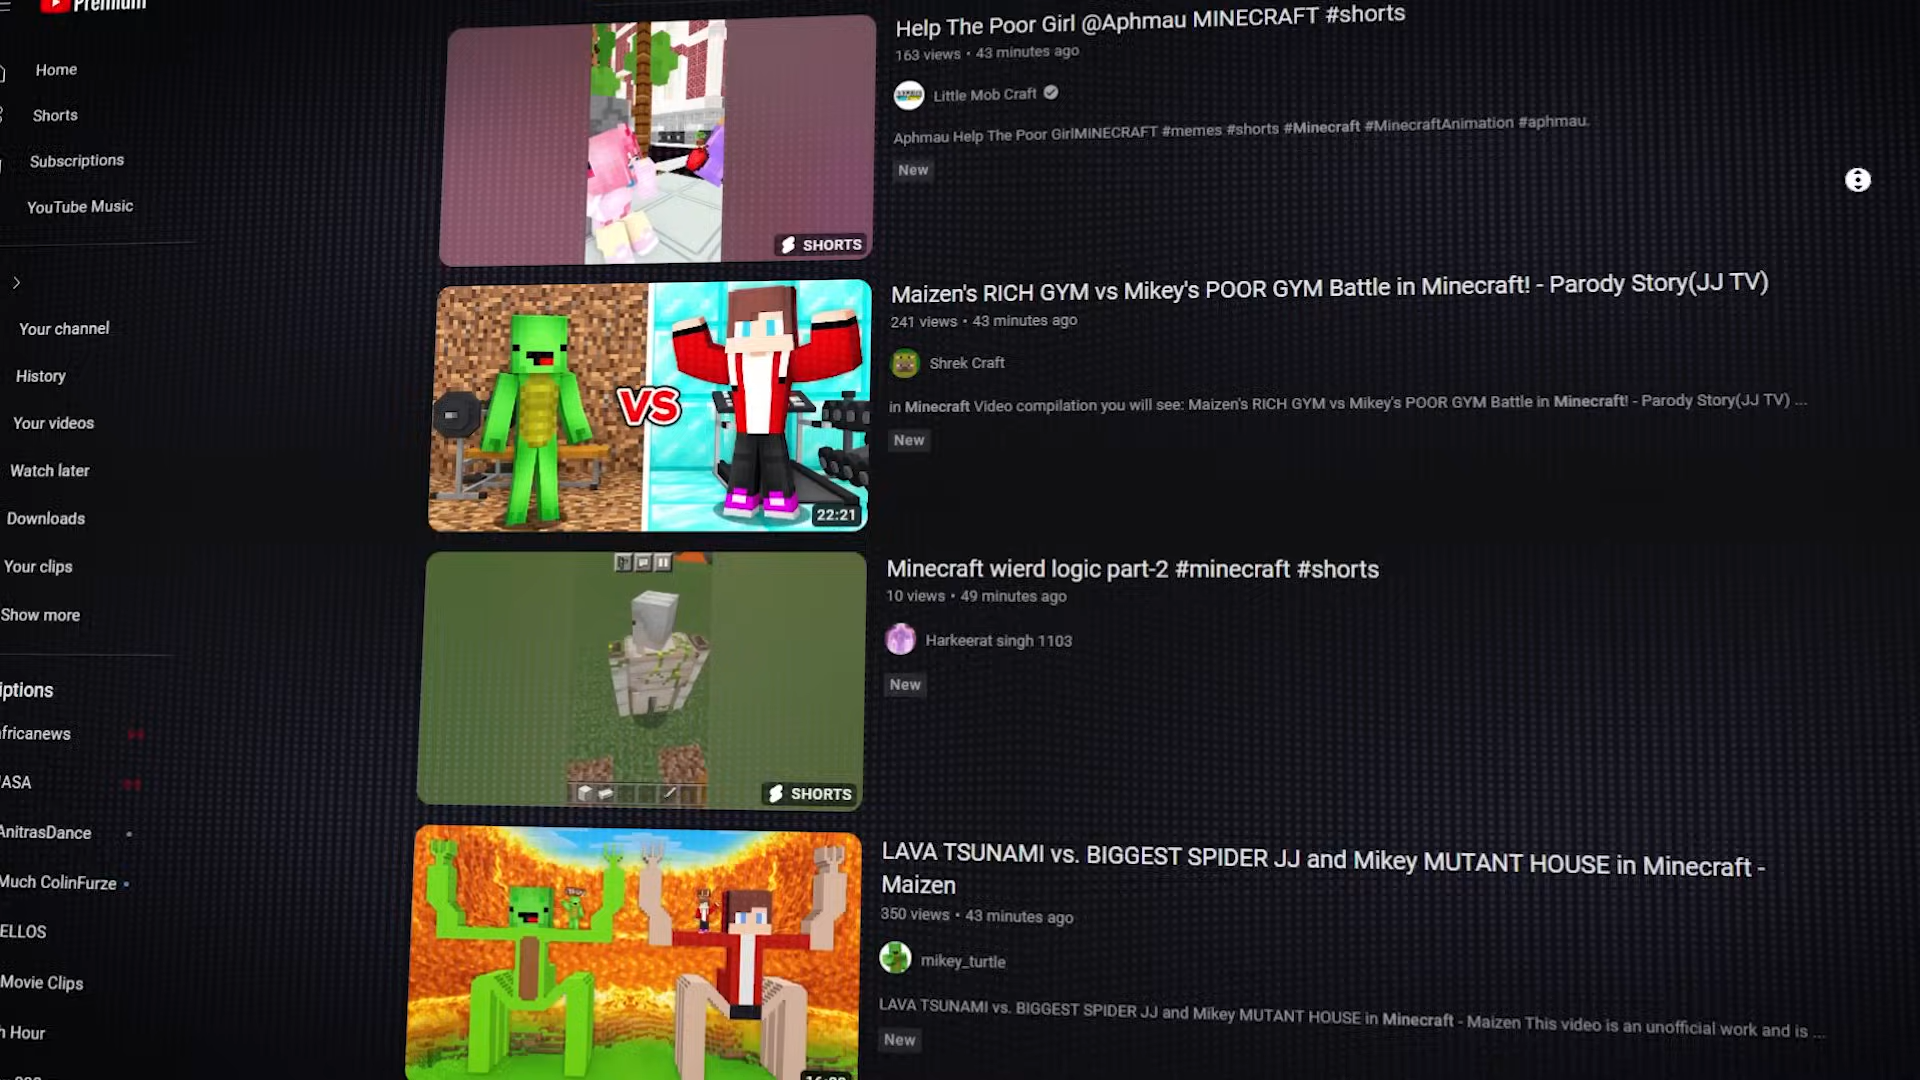 Premium
Home
Shorts
Subscriptions
YouTube Music
Your channel
History
Your videos
Watch later
Downloads
Your clips
Show more
iptions
fricanews
ASA
AnitrasDance
Much ColinFurze
ELLOS
Movie Clips
h Hour
SHORTS
Help The Poor Girl @Aphmau MINECRAFT #shorts
163 views • 43 minutes ago
Little Mob Craft
Aphmau Help The Poor GirlMINECRAFT #memes #shorts #Minecraft #MinecraftAnimation #aphmau.
New
VS
22:21
Maizen's RICH GYM vs Mikey's POOR GYM Battle in Minecraft! - Parody Story(JJ TV)
241 views • 43 minutes ago
Shrek Craft
in Minecraft Video compilation you will see: Maizen's RICH GYM vs Mikey's POOR GYM Battle in Minecraft! - Parody Story(JJ TV) ...
New
SHORTS
Minecraft wierd logic part-2 #minecraft #shorts
10 views • 49 minutes ago
Harkeerat singh 1103
New
LAVA TSUNAMI vs. BIGGEST SPIDER JJ and Mikey MUTANT HOUSE in Minecraft -
Maizen
350 views • 43 minutes ago
mikey_turtle
LAVA TSUNAMI vs. BIGGEST SPIDER JJ and Mikey MUTANT HOUSE in Minecraft - Maizen This video is an unofficial work and is ...
New